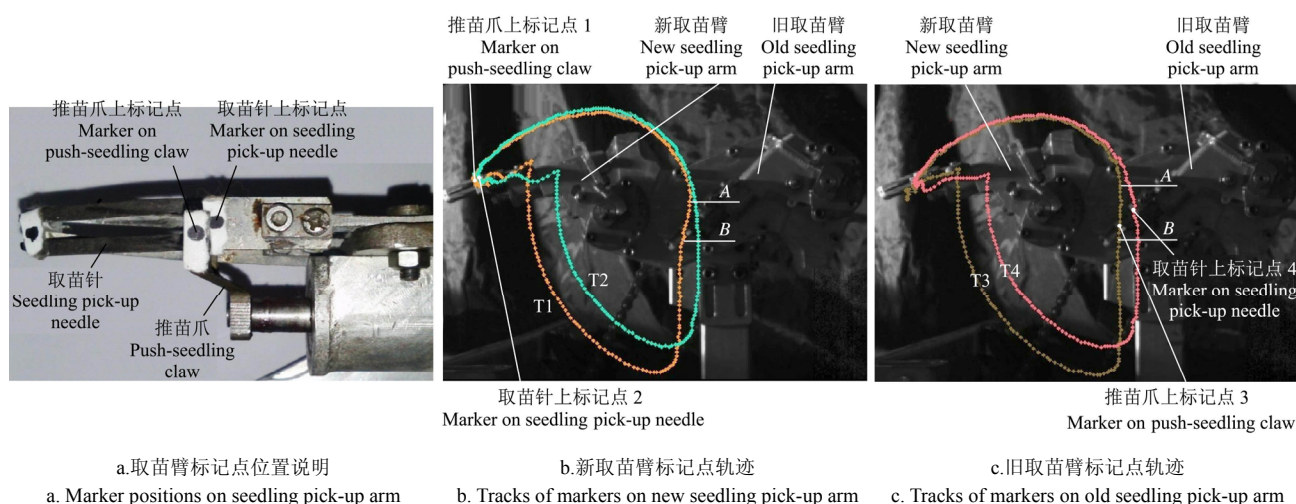 推苗爪上标记点
Marker on
push-seedling claw
取苗针上标记点
Marker on seedling
pick-up needle
取苗针
Seedling pick-up
needle
推苗爪
Push-seedling
claw
a.取苗臂标记点位置说明
a. Marker positions on seedling pick-up arm
推苗爪上标记点 1
Marker on
push-seedling claw
新取苗臂
New seedling
pick-up arm
旧取苗臂
Old seedling
pick-up arm
A
B
T1
T2
取苗针上标记点 2
Marker on seedling pick-up needle
b.新取苗臂标记点轨迹
b. Tracks of markers on new seedling pick-up arm
新取苗臂
New seedling
pick-up arm
旧取苗臂
Old seedling
pick-up arm
A
B
T3
T4
取苗针上标记点 4
Marker on seedling
pick-up needle
推苗爪上标记点 3
Marker on push-seedling claw
c.旧取苗臂标记点轨迹
c. Tracks of markers on old seedling pick-up arm